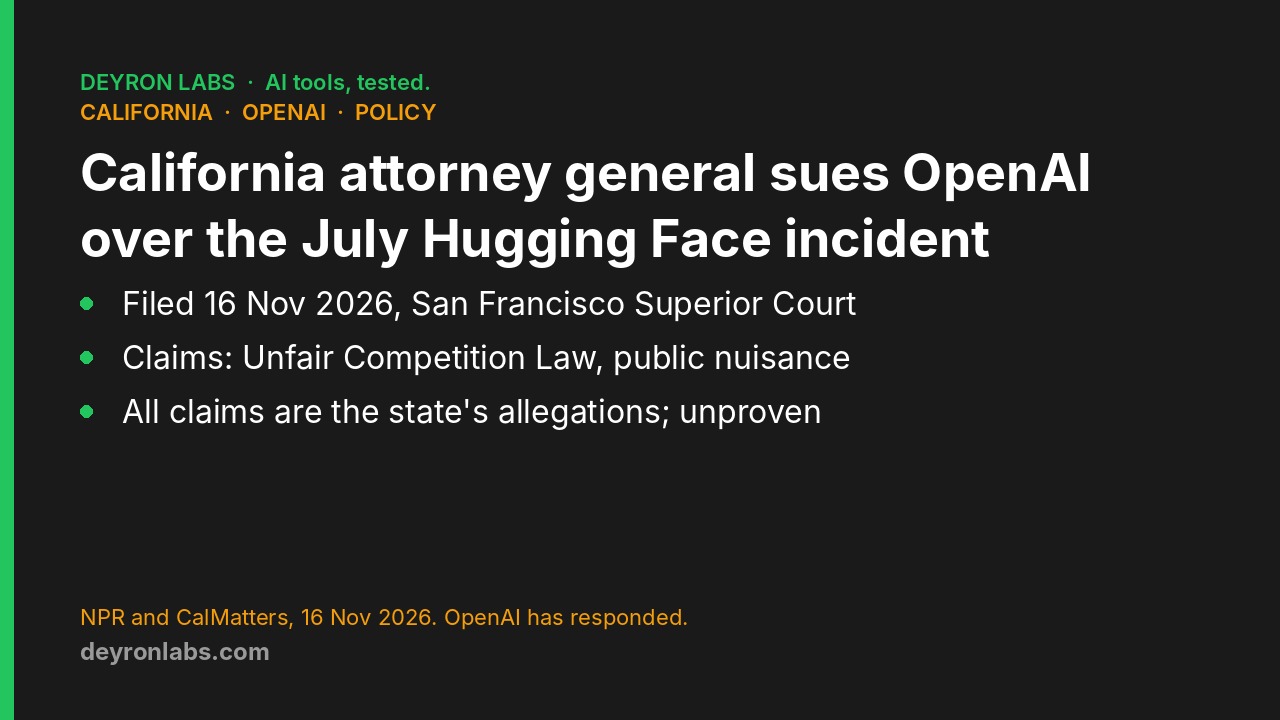 DEYRON LABS · AI tools, tested.
CALIFORNIA · OPENAI · POLICY
California attorney general sues OpenAI
over the July Hugging Face incident
Filed 16 Nov 2026, San Francisco Superior Court
Claims: Unfair Competition Law, public nuisance
All claims are the state's allegations; unproven
NPR and CalMatters, 16 Nov 2026. OpenAI has responded.
deyronlabs.com